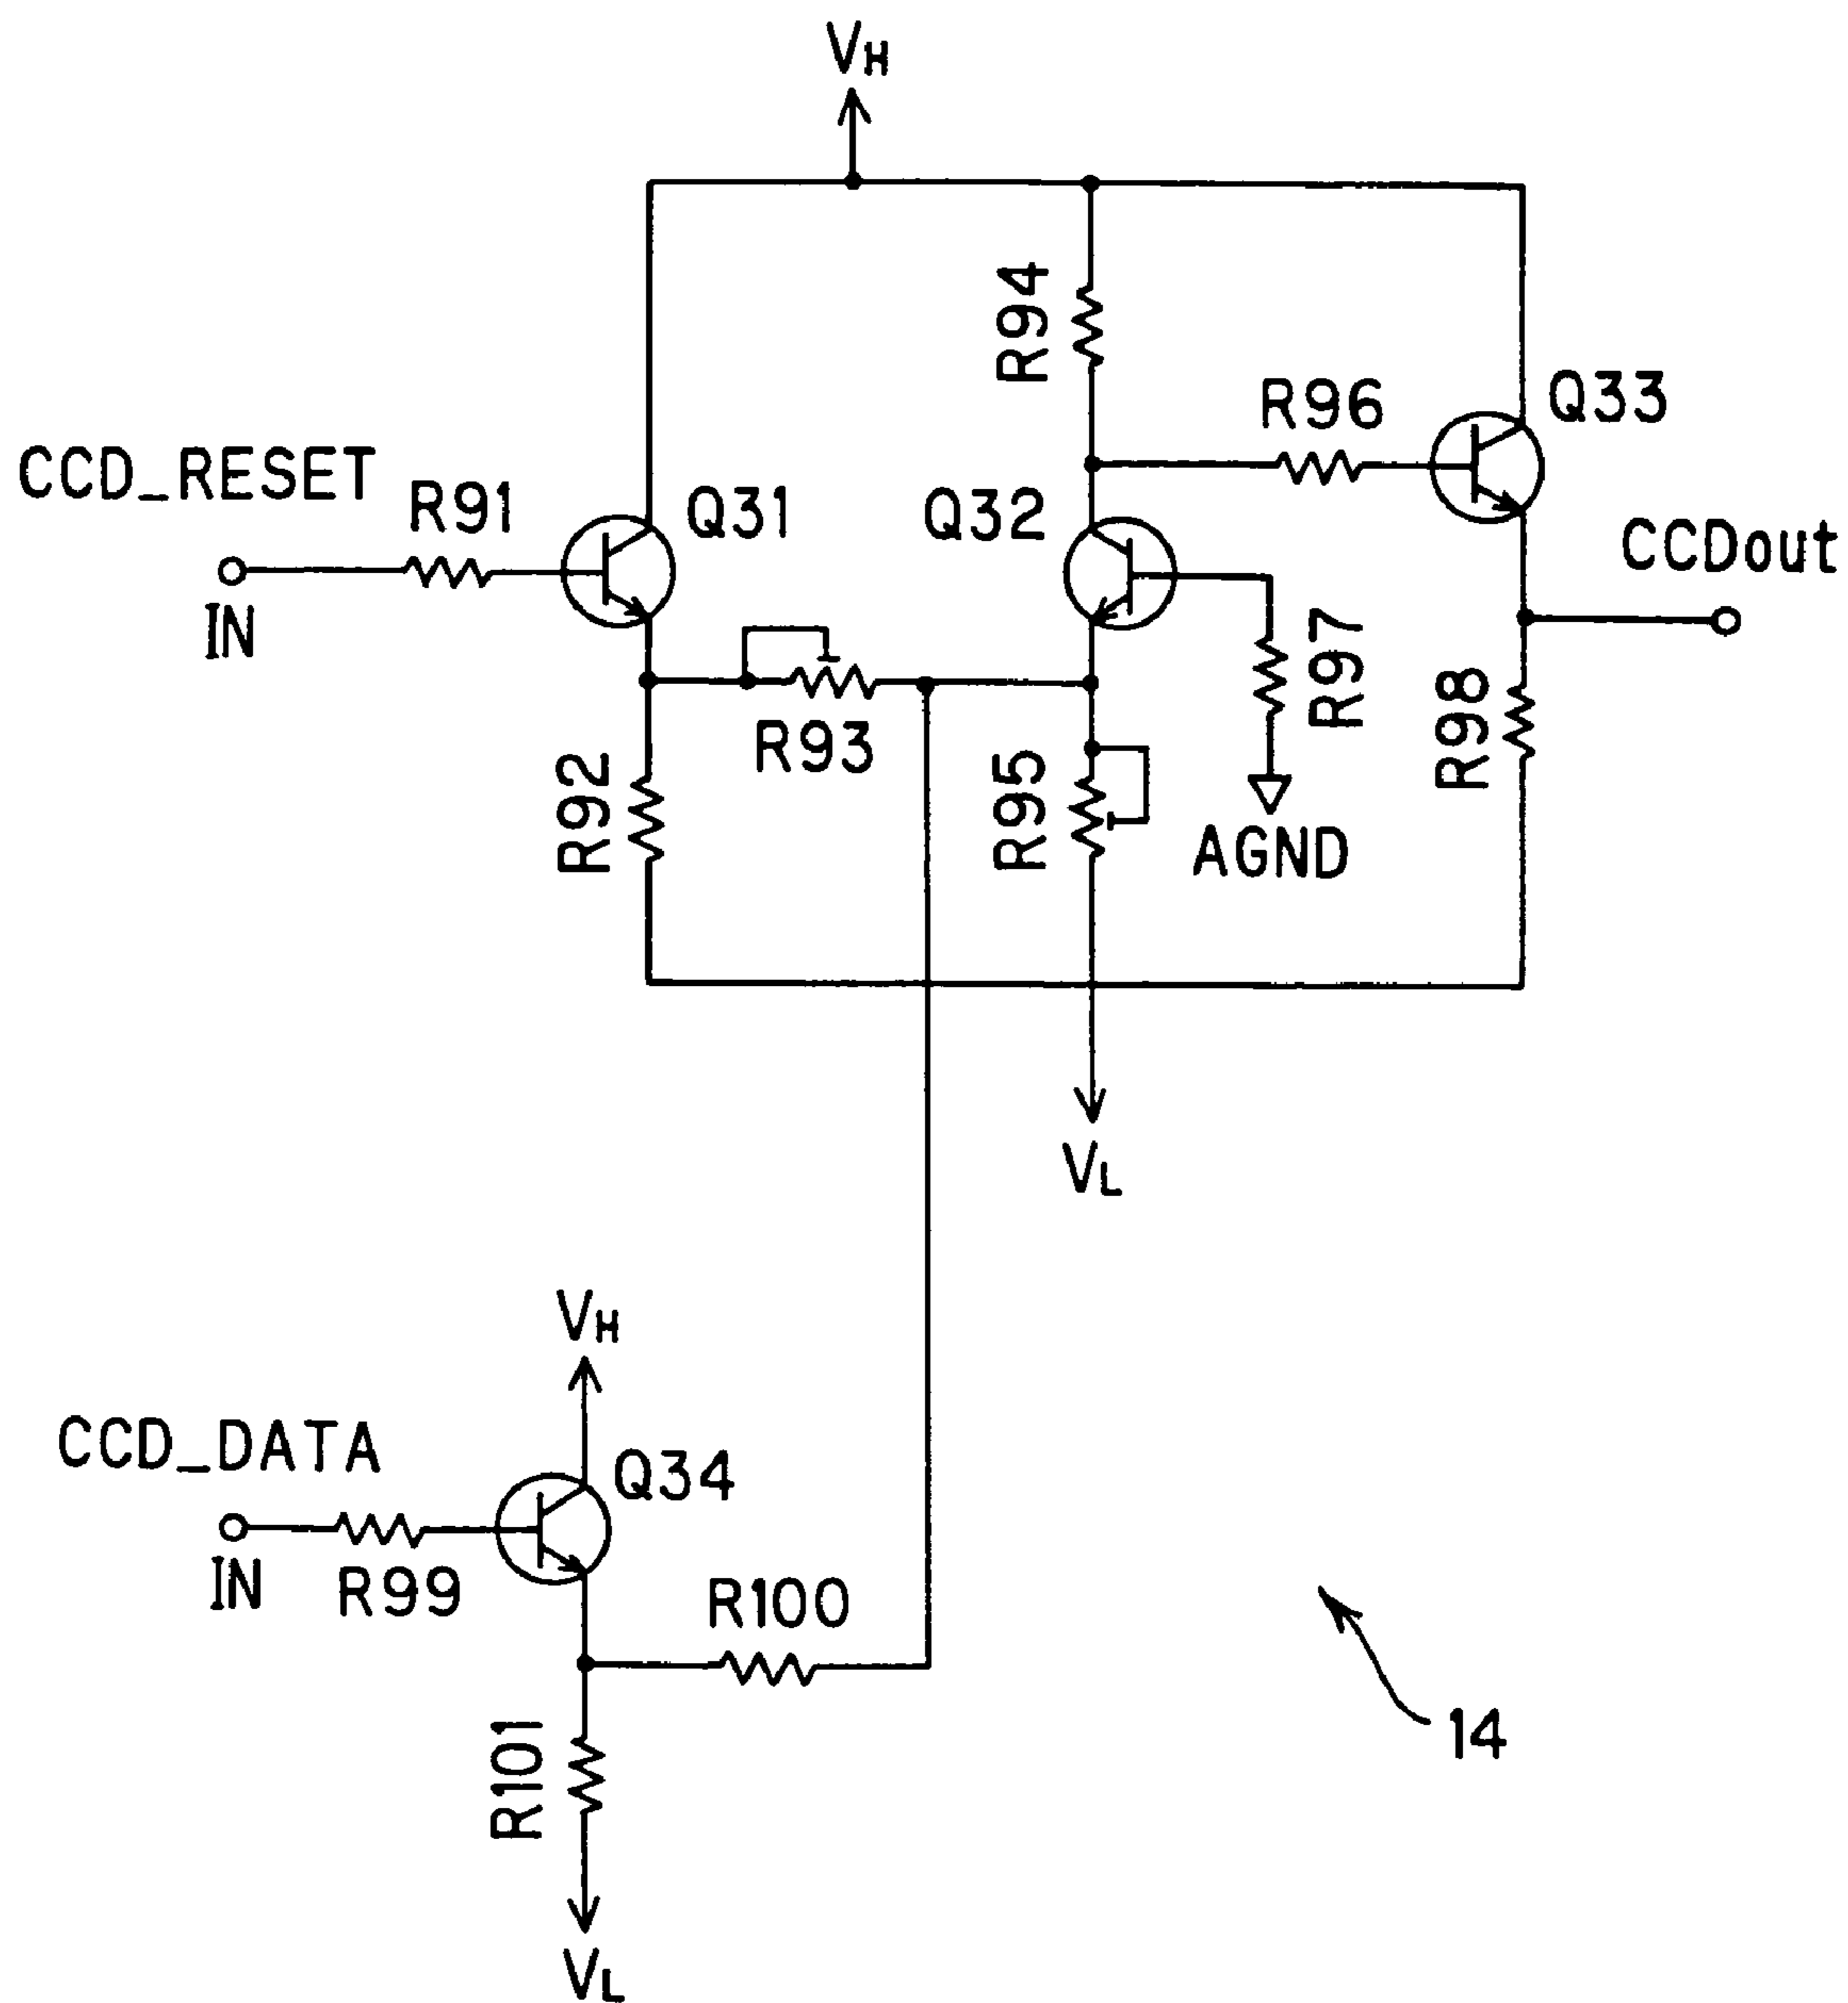 VH
R94
R96
Q33
CCD_RESET
R91
Q31
Q32
CCDout
IN
R97
R93
R98
R92
R95
AGND
VL
VH
CCD_DATA
Q34
IN
R99
R100
R101
14
VL